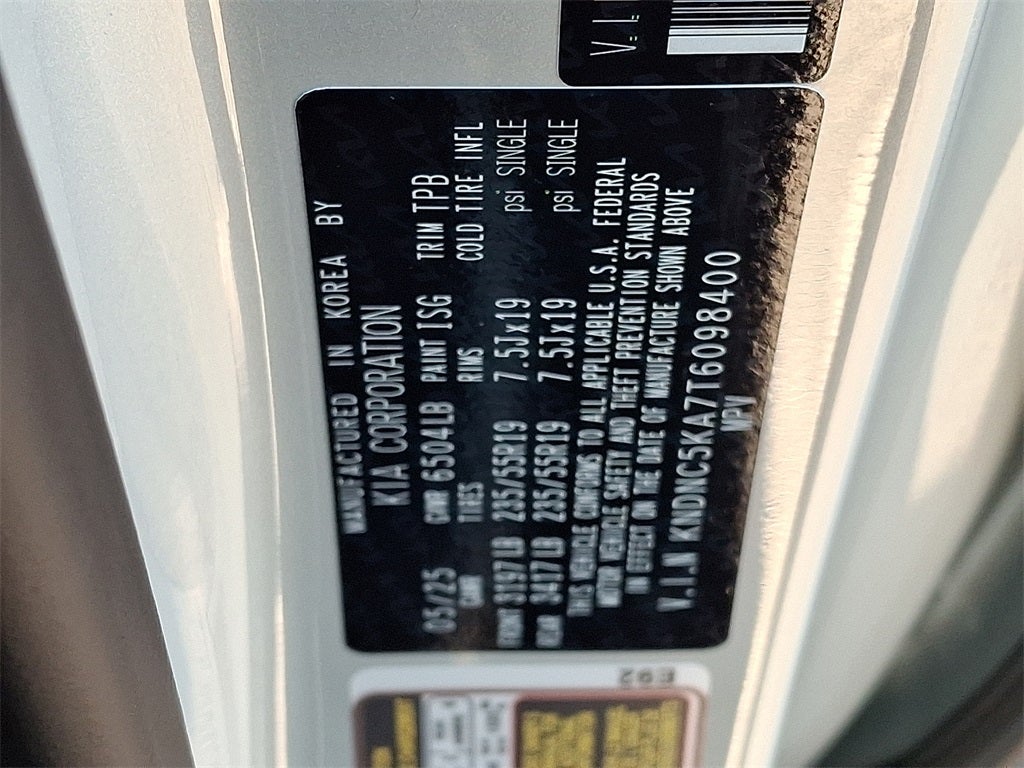 V.I.
MANUFACTURED IN KOREA BY
KIA CORPORATION
05/25 GVWR 6504LB PAINT ISG TRIM TPB
GAWR TIRES RIMS COLD TIRE INFL
FRONT 3197LB 235/55R19 7.5Jx19 psi SINGLE
REAR 3417LB 235/55R19 7.5Jx19 psi SINGLE
THIS VEHICLE CONFORMS TO ALL APPLICABLE U.S.A. FEDERAL
MOTOR VEHICLE SAFETY AND THEFT PREVENTION STANDARDS
IN EFFECT ON THE DATE OF MANUFACTURE SHOWN ABOVE
V.I.N KNDNC5KA7T6098400
MPV
E92